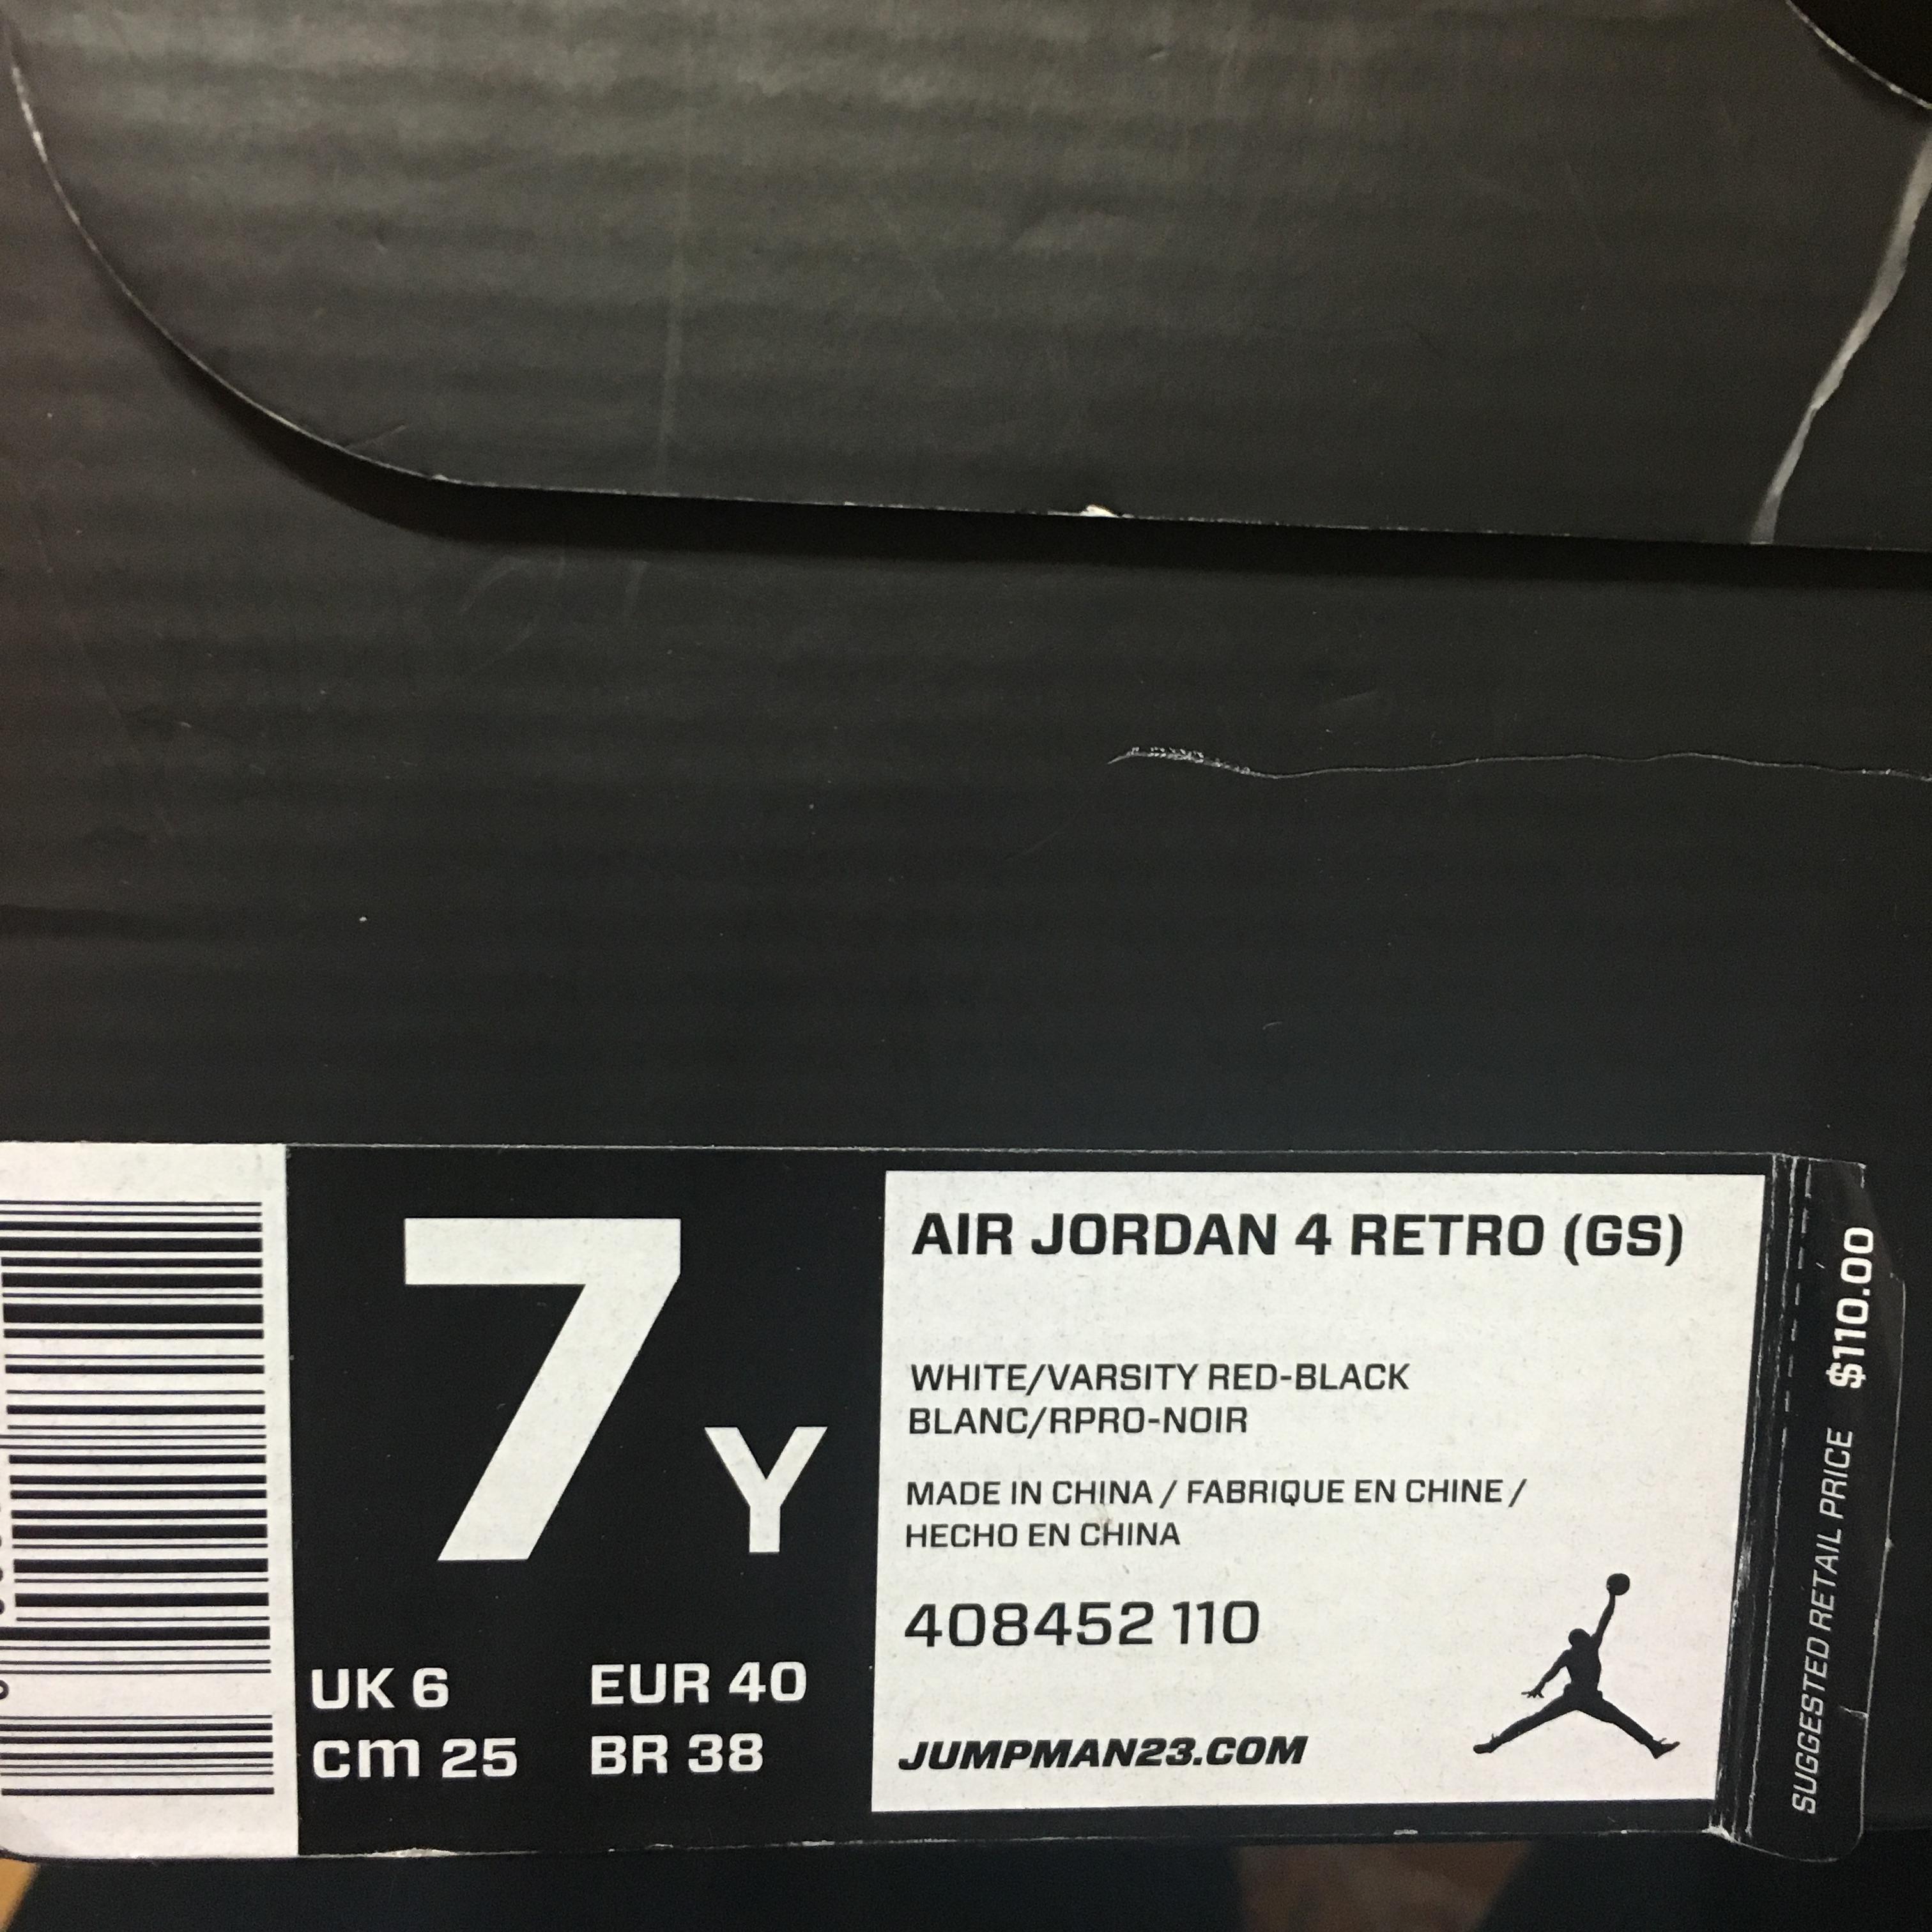 7 Y
UK 6 EUR 40
cm 25 BR 38
AIR JORDAN 4 RETRO (GS)
WHITE/VARSITY RED-BLACK
BLANC/RPRO-NOIR
MADE IN CHINA / FABRIQUE EN CHINE /
HECHO EN CHINA
408452 110
JUMPMAN23.COM
SUGGESTED RETAIL PRICE $110.00